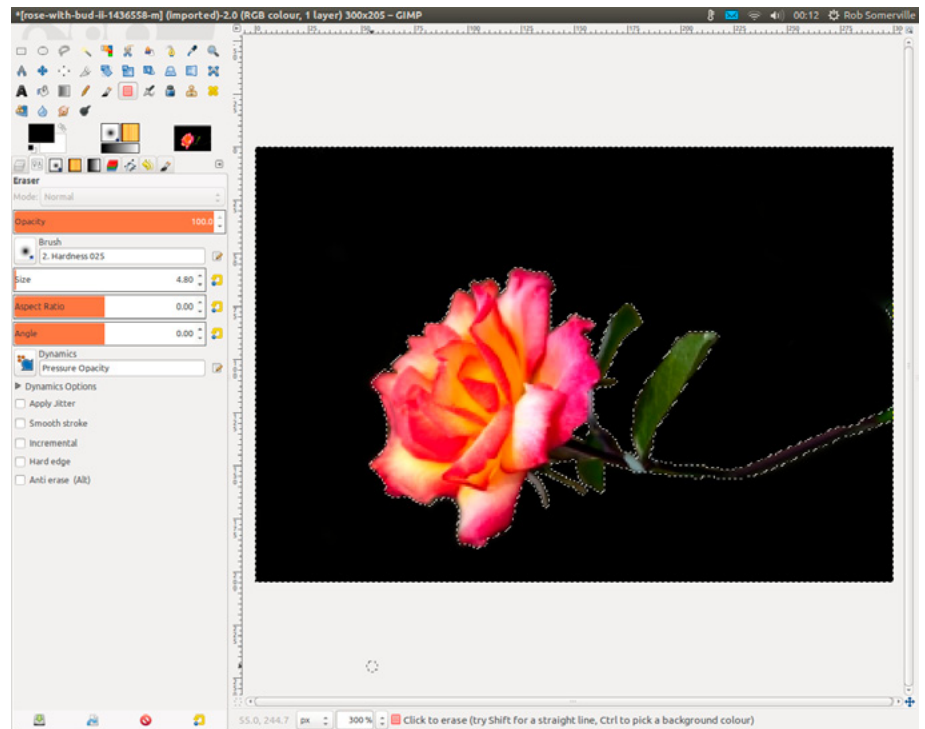 *[rose-with-bud-ii-1436558-m] (imported)-2.0 (RGB colour, 1 layer) 300x205 – GIMP
00:12 Rob Somerville
Eraser
Mode: Normal
Opacity 100.0
Brush
2. Hardness 025
Size 4.80
Aspect Ratio 0.00
Angle 0.00
Dynamics
Pressure Opacity
Dynamics Options
Apply Jitter
Smooth stroke
Incremental
Hard edge
Anti erase (Alt)
55.0, 244.7 px 300 % Click to erase (try Shift for a straight line, Ctrl to pick a background colour)